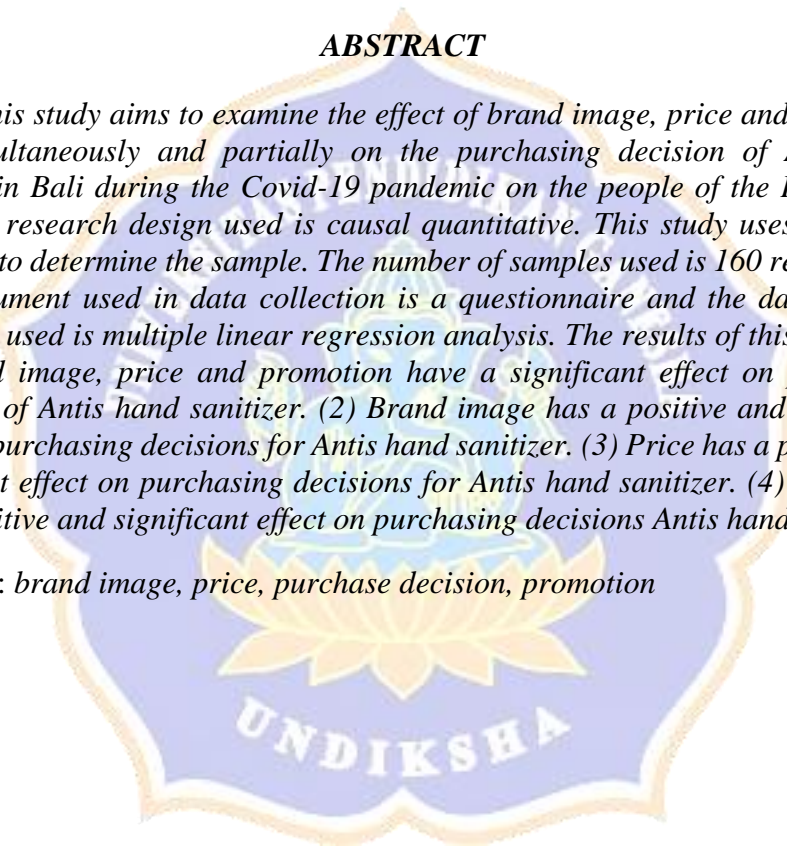 ABSTRACT
his study aims to examine the effect of brand image, price and
ultaneously and partially on the purchasing decision of
in Bali during the Covid-19 pandemic on the people of the
research design used is causal quantitative. This study uses
to determine the sample. The number of samples used is 160 re
ument used in data collection is a questionnaire and the da
used is multiple linear regression analysis. The results of this
image, price and promotion have a significant effect on
of Antis hand sanitizer. (2) Brand image has a positive and
purchasing decisions for Antis hand sanitizer. (3) Price has a p
t effect on purchasing decisions for Antis hand sanitizer. (4)
itive and significant effect on purchasing decisions Antis hand
: brand image, price, purchase decision, promotion
UNDIKSHA